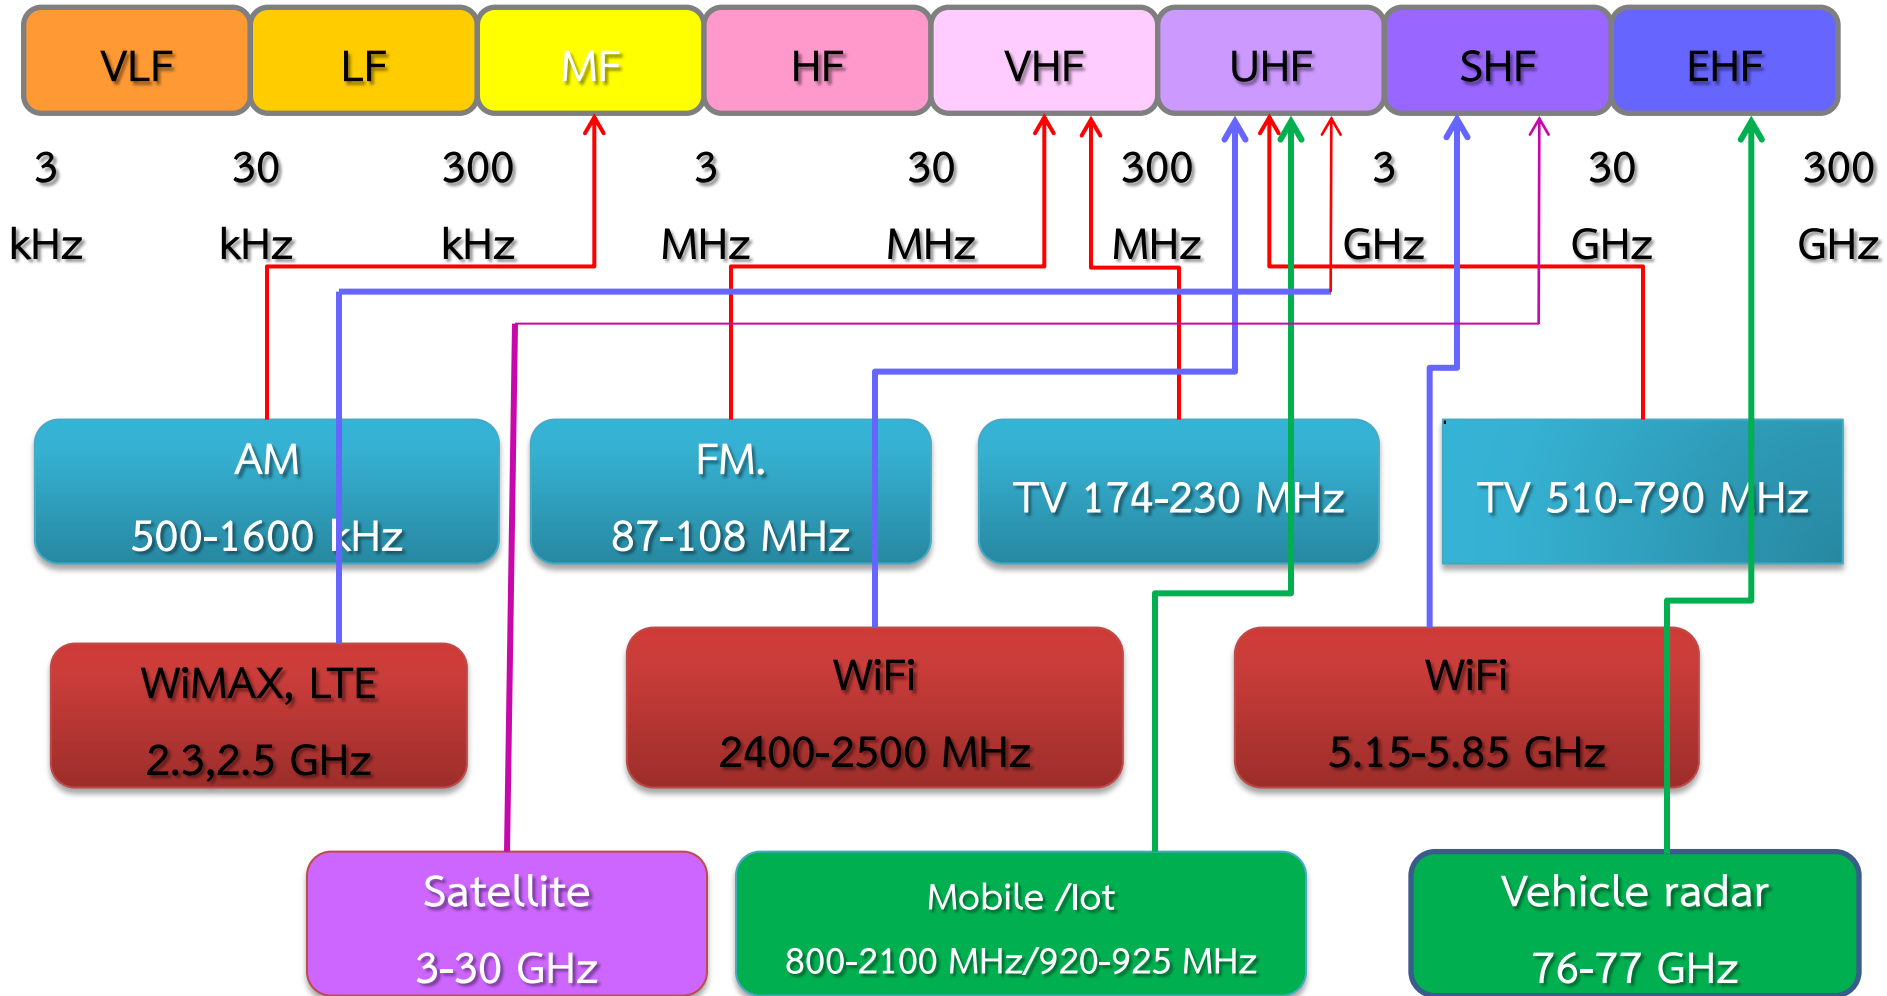 VLF LF MF HF VHF UHF SHF EHF
3 30 300 3 30 300 3 30 300
kHz kHz kHz MHz MHz MHz GHz GHz GHz
AM
500-1600 kHz
FM.
87-108 MHz
TV 174-230 MHz
TV 510-790 MHz
WiMAX, LTE
2.3,2.5 GHz
WiFi
2400-2500 MHz
WiFi
5.15-5.85 GHz
Satellite
3-30 GHz
Mobile /Iot
800-2100 MHz/920-925 MHz
Vehicle radar
76-77 GHz